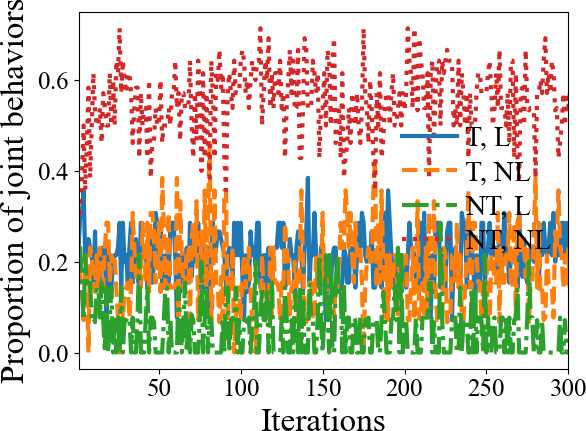 Proportion of joint behaviors
0.6
0.4
0.2
0.0
T, L
T, NL
NT, L
NT, NL
50
100
150
200
250
300
Iterations